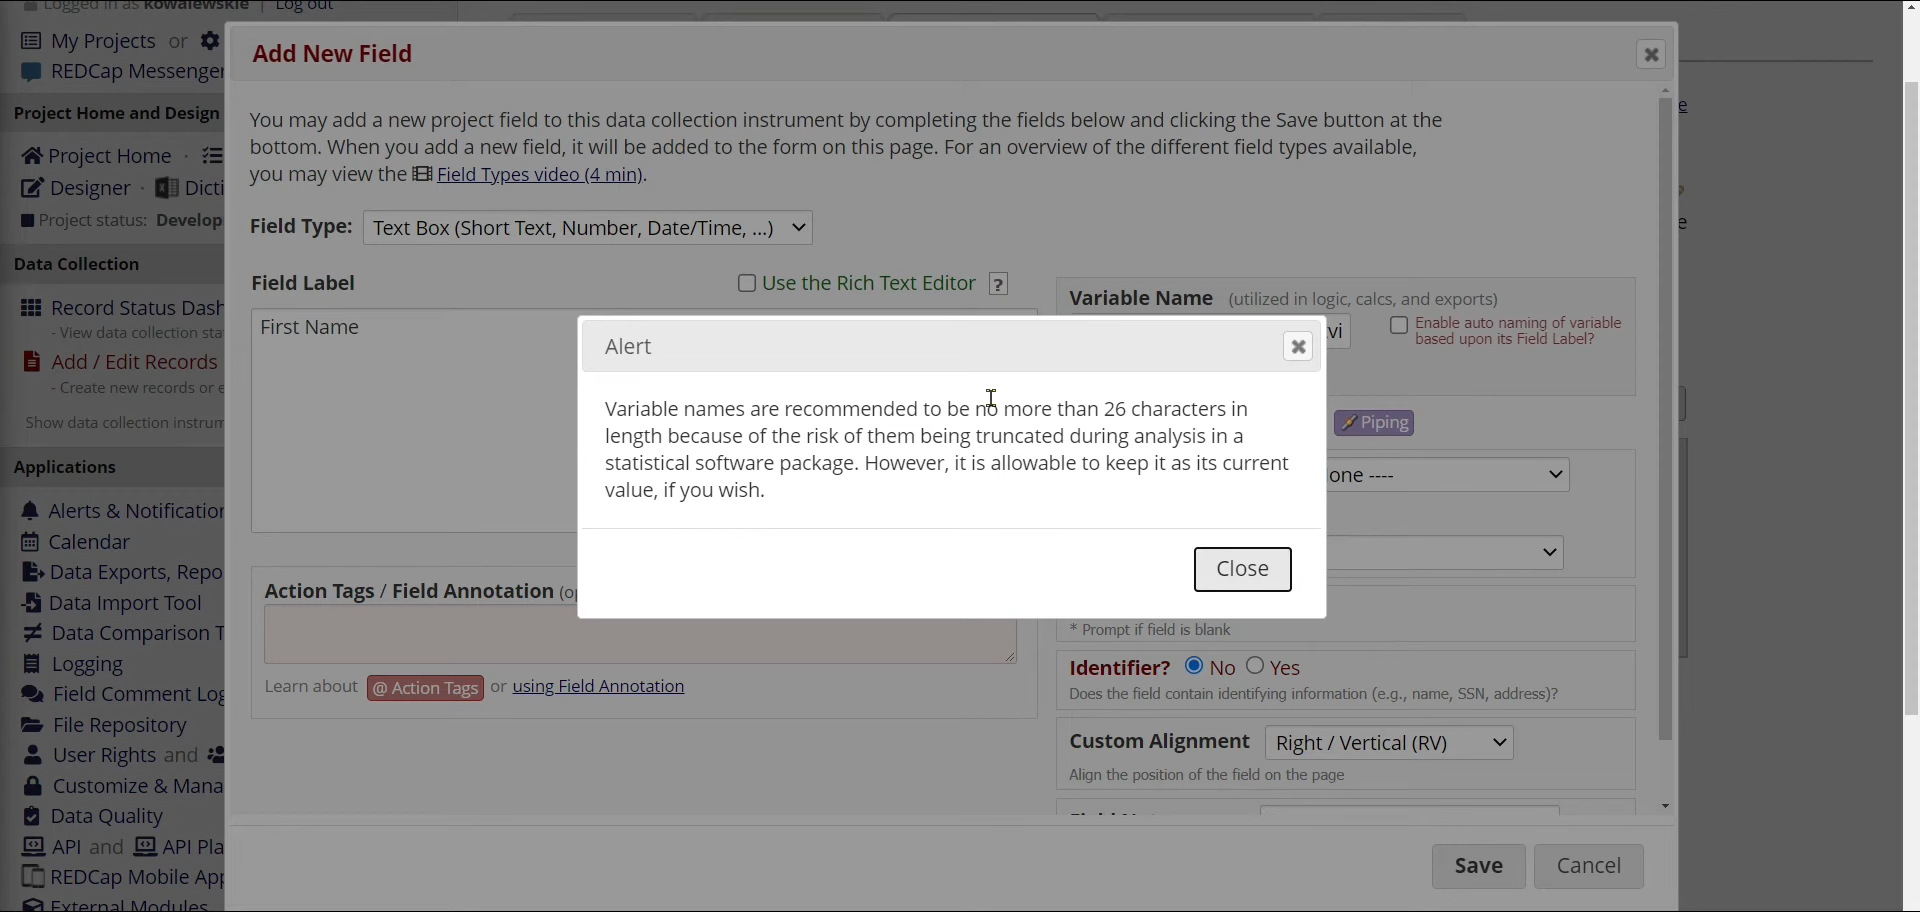 Logged in as kowalewskie | Log out
My Projects or
REDCap Messenger
Project Home and Design
Project Home ·
Designer · Dicti
Project status: Develop
Data Collection
Record Status Dash
- View data collection sta
Add / Edit Records
- Create new records or e
Show data collection instrum
Applications
Alerts & Notification
Calendar
Data Exports, Repo
Data Import Tool
Data Comparison T
Logging
Field Comment Log
File Repository
User Rights and
Customize & Mana
Data Quality
API and API Pla
REDCap Mobile App
External Modules
Add New Field
You may add a new project field to this data collection instrument by completing the fields below and clicking the Save button at the
bottom. When you add a new field, it will be added to the form on this page. For an overview of the different field types available,
you may view the Field Types video (4 min).
Field Type: Text Box (Short Text, Number, Date/Time, ...)
Field Label
Use the Rich Text Editor ?
First Name
Variable Name (utilized in logic, calcs, and exports)
vi
Enable auto naming of variable
based upon its Field Label?
Piping
one ----
Alert
Variable names are recommended to be no more than 26 characters in
length because of the risk of them being truncated during analysis in a
statistical software package. However, it is allowable to keep it as its current
value, if you wish.
Close
Action Tags / Field Annotation (op
Learn about @ Action Tags or using Field Annotation
* Prompt if field is blank
Identifier? No Yes
Does the field contain identifying information (e.g., name, SSN, address)?
Custom Alignment Right / Vertical (RV)
Align the position of the field on the page
Save
Cancel
e
e